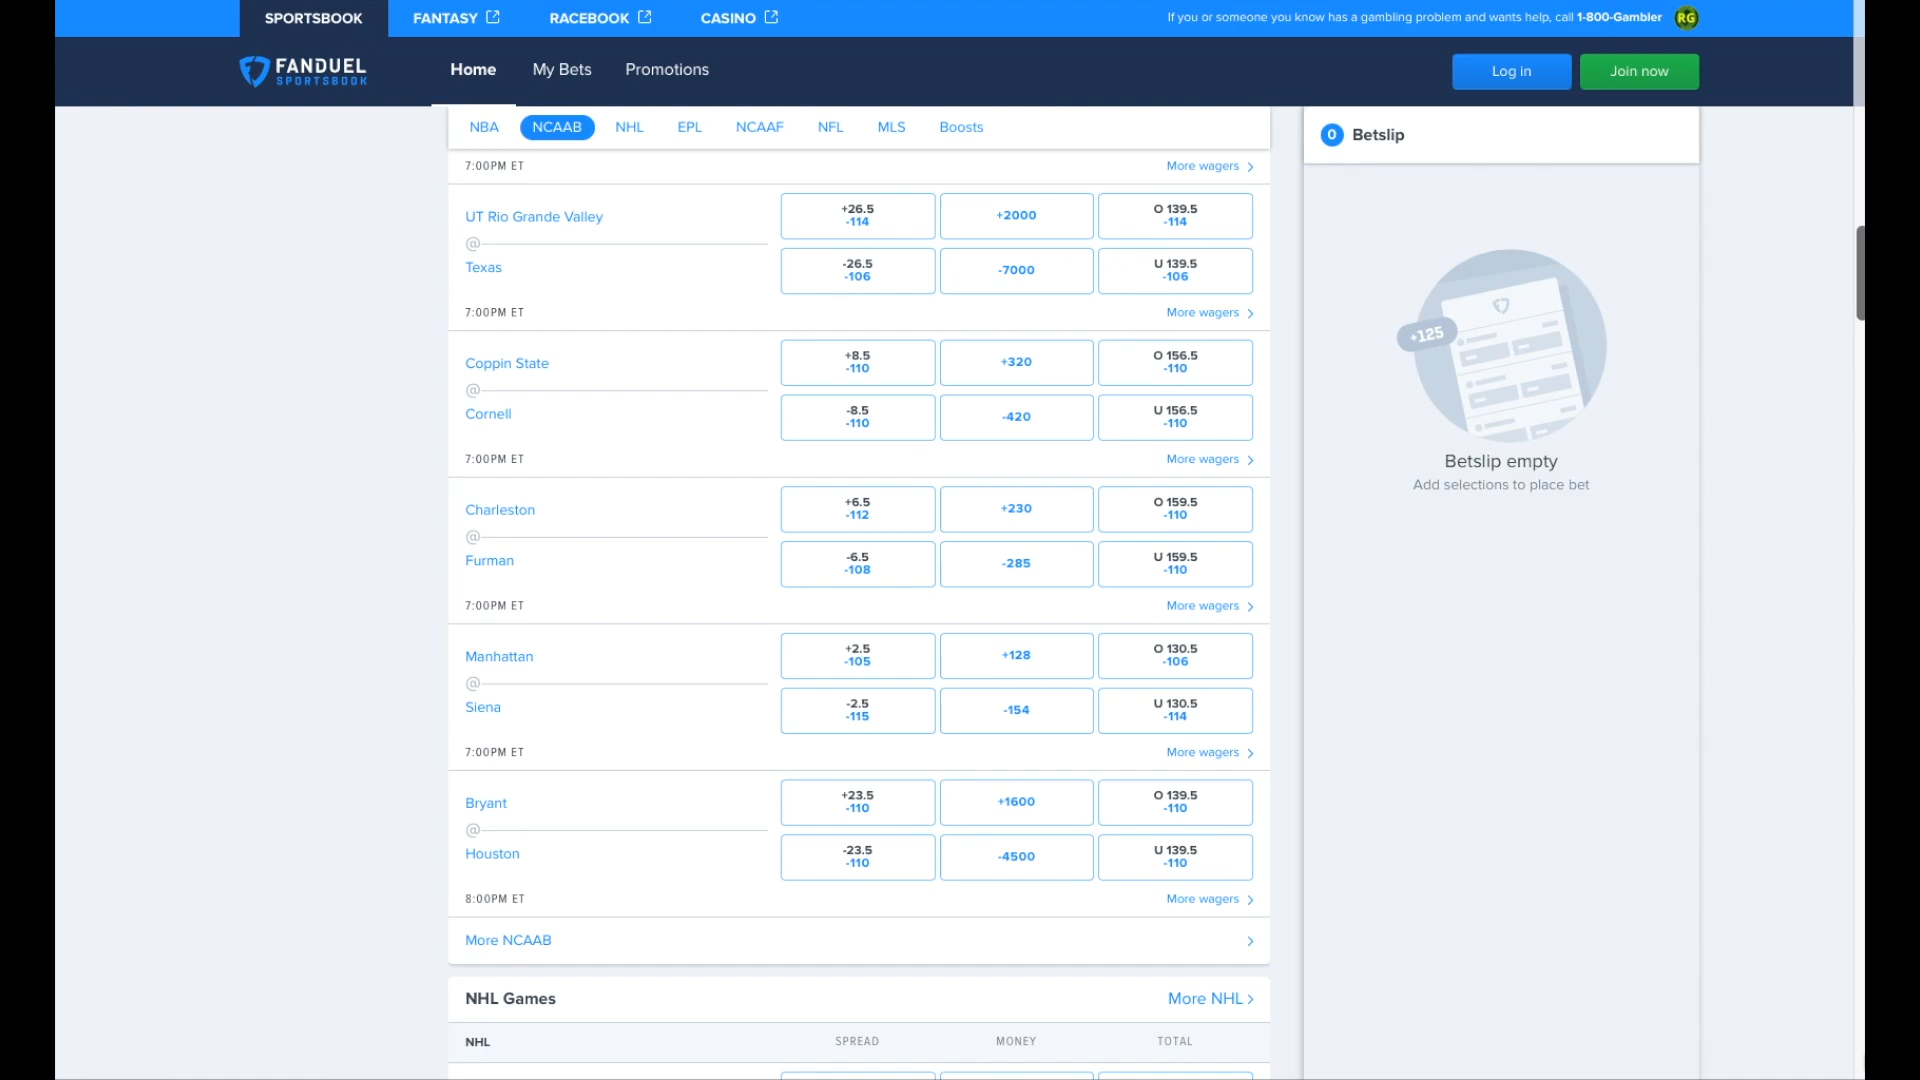 SPORTSBOOK FANTASY RACEBOOK CASINO If you or someone you know has a gambling problem and wants help, call 1-800-Gambler RG
FANDUEL
SPORTSBOOK
Home My Bets Promotions Log in Join now
NBA NCAAB NHL EPL NCAAF NFL MLS Boosts
0 Betslip
7:00PM ET More wagers
+26.5 O 139.5
UT Rio Grande Valley -114 +2000 -114
@
-26.5 U 139.5
Texas -106 -7000 -106
7:00PM ET More wagers
+8.5 O 156.5
Coppin State -110 +320 -110
@
-8.5 U 156.5
Cornell -110 -420 -110
7:00PM ET More wagers
+6.5 O 159.5
Charleston -112 +230 -110
@
-6.5 U 159.5
Furman -108 -285 -110
7:00PM ET More wagers
+2.5 O 130.5
Manhattan -105 +128 -106
@
-2.5 U 130.5
Siena -115 -154 -114
7:00PM ET More wagers
+23.5 O 139.5
Bryant -110 +1600 -110
@
-23.5 U 139.5
Houston -110 -4500 -110
8:00PM ET More wagers
More NCAAB
NHL Games More NHL
NHL SPREAD MONEY TOTAL
+125
Betslip empty
Add selections to place bet